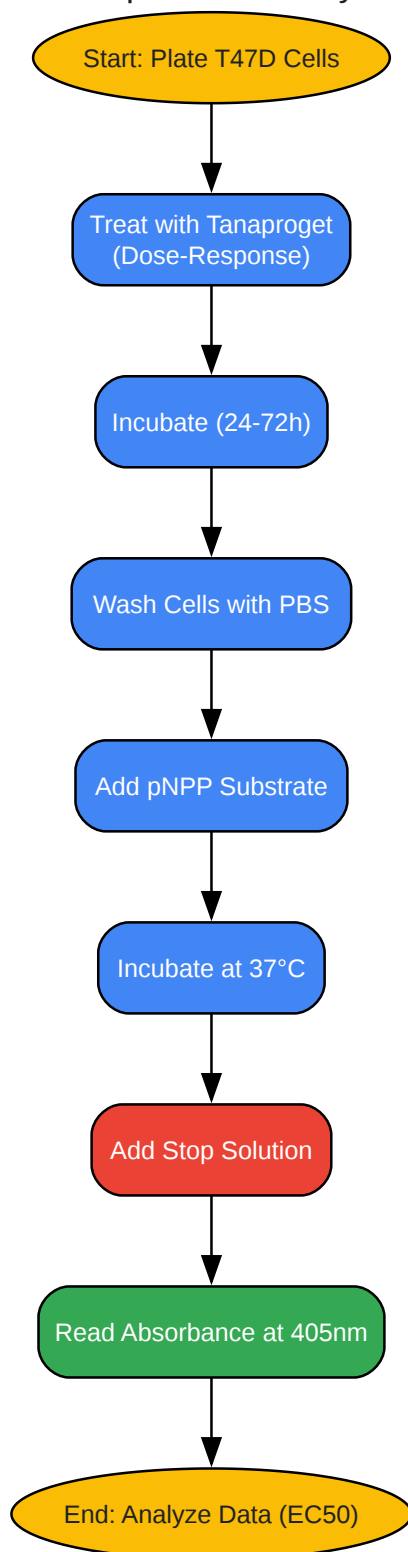 Start: Plate T47D Cells
Treat with Tanaproget
(Dose-Response)
Incubate (24-72h)
Wash Cells with PBS
Add pNPP Substrate
Incubate at 37°C
Add Stop Solution
Read Absorbance at 405nm
End: Analyze Data (EC50)